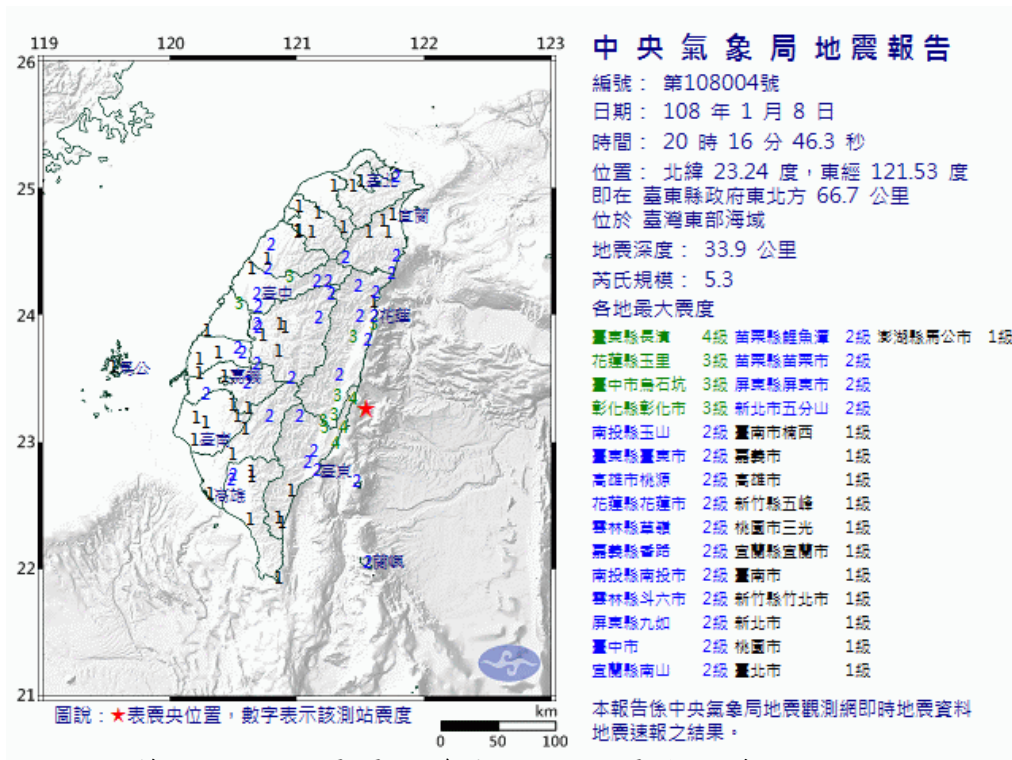 119 120 121 122 123
26
25
24
23
22
21
臺北
宜蘭
臺中
花蓮
馬公
嘉義
臺南
臺東
高雄
蘭嶼
圖說：★表震央位置，數字表示該測站震度
km
0 50 100
中央氣象局地震報告
編號： 第108004號
日期： 108 年 1 月 8 日
時間： 20 時 16 分 46.3 秒
位置： 北緯 23.24 度，東經 121.53 度
即在 臺東縣政府東北方 66.7 公里
位於 臺灣東部海域
地震深度： 33.9 公里
芮氏規模： 5.3
各地最大震度
臺東縣長濱 4級 苗栗縣鯉魚潭 2級 澎湖縣馬公市 1級
花蓮縣玉里 3級 苗栗縣苗栗市 2級
臺中市烏石坑 3級 屏東縣屏東市 2級
彰化縣彰化市 3級 新北市五分山 2級
南投縣玉山 2級 臺南市楠西 1級
臺東縣臺東市 2級 嘉義市 1級
高雄市桃源 2級 高雄市 1級
花蓮縣花蓮市 2級 新竹縣五峰 1級
雲林縣草嶺 2級 桃園市三光 1級
嘉義縣番路 2級 宜蘭縣宜蘭市 1級
南投縣南投市 2級 臺南市 1級
雲林縣斗六市 2級 新竹縣竹北市 1級
屏東縣九如 2級 新北市 1級
臺中市 2級 桃園市 1級
宜蘭縣南山 2級 臺北市 1級
本報告係中央氣象局地震觀測網即時地震資料
地震速報之結果。